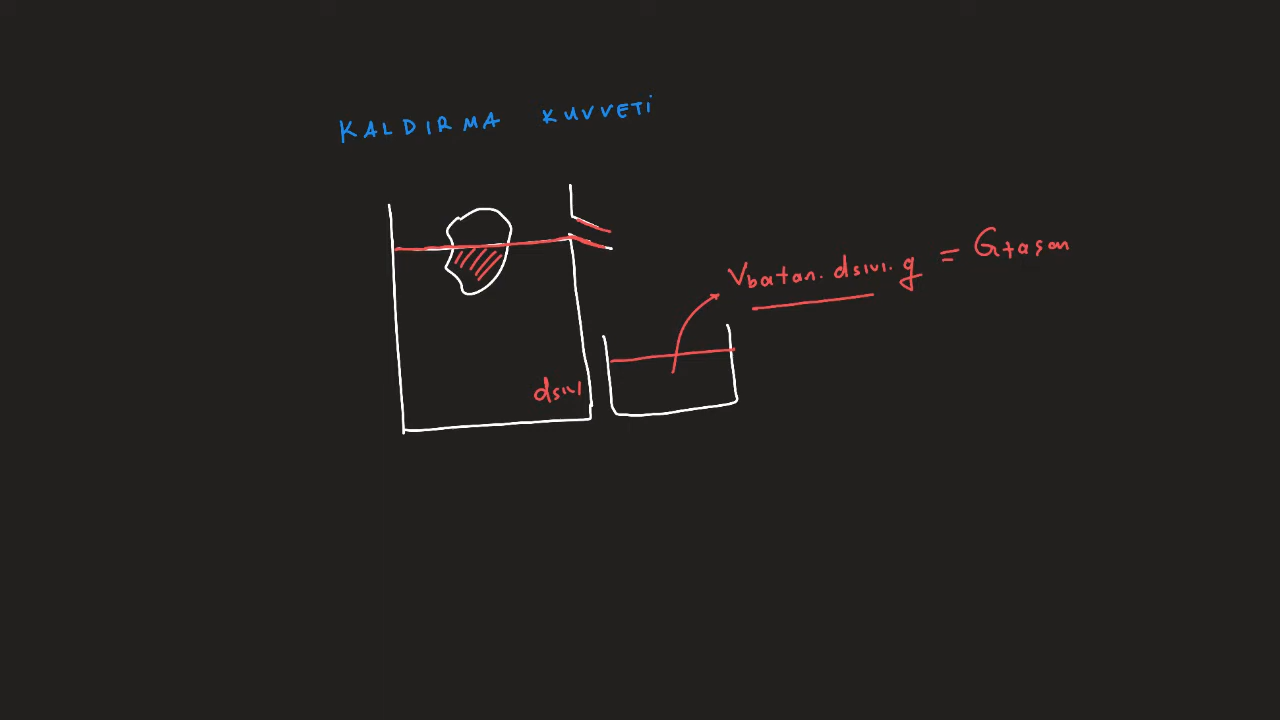 KALDIRMA KUVVETİ
Vbatan. dsıvı. g = Gtaşan
dsıvı